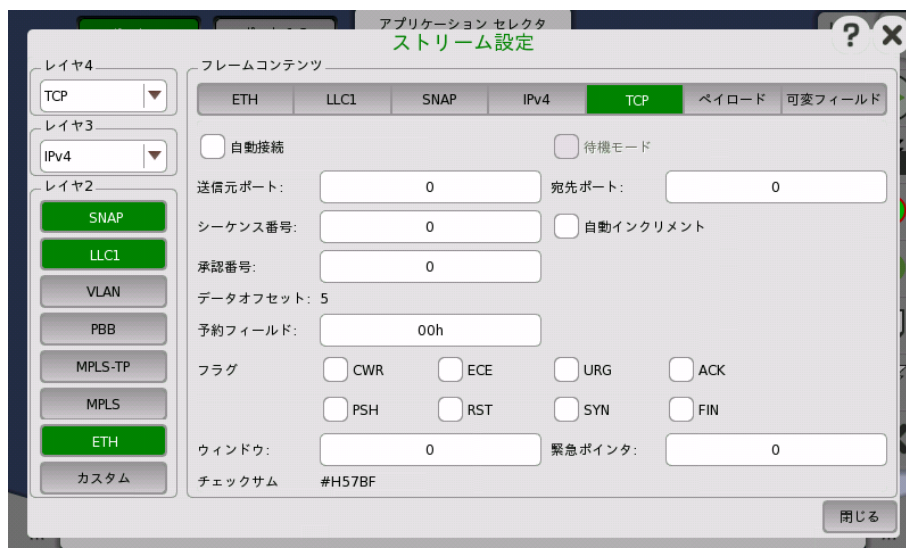 アプリケーション セレクタ
ストリーム設定
? ×
レイヤ4
TCP
レイヤ3
IPv4
レイヤ2
SNAP
LLC1
VLAN
PBB
MPLS-TP
MPLS
ETH
カスタム
フレームコンテンツ
ETH LLC1 SNAP IPv4 TCP ペイロード 可変フィールド
自動接続 待機モード
送信元ポート: 0 宛先ポート: 0
シーケンス番号: 0 自動インクリメント
承認番号: 0
データオフセット: 5
予約フィールド: 00h
フラグ CWR ECE URG ACK
PSH RST SYN FIN
ウィンドウ: 0 緊急ポインタ: 0
チェックサム #H57BF
閉じる